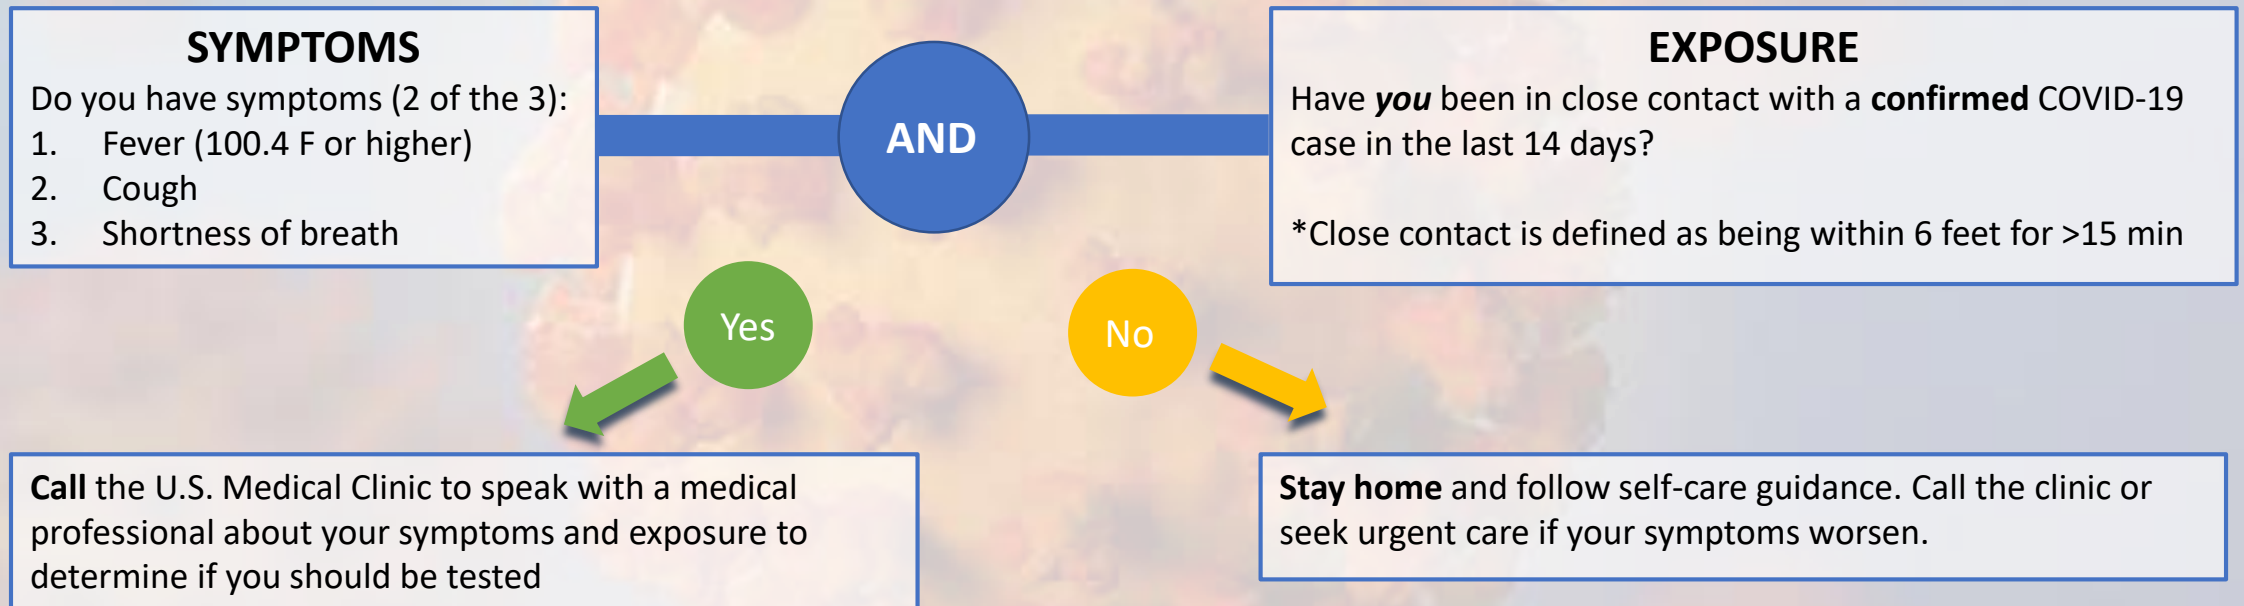 SYMPTOMS
Do you have symptoms (2 of the 3):
1. Fever (100.4 F or higher)
2. Cough
3. Shortness of breath
AND
EXPOSURE
Have you been in close contact with a confirmed COVID-19
case in the last 14 days?
*Close contact is defined as being within 6 feet for >15 min
Yes
No
Call the U.S. Medical Clinic to speak with a medical
professional about your symptoms and exposure to
determine if you should be tested
Stay home and follow self-care guidance. Call the clinic or
seek urgent care if your symptoms worsen.